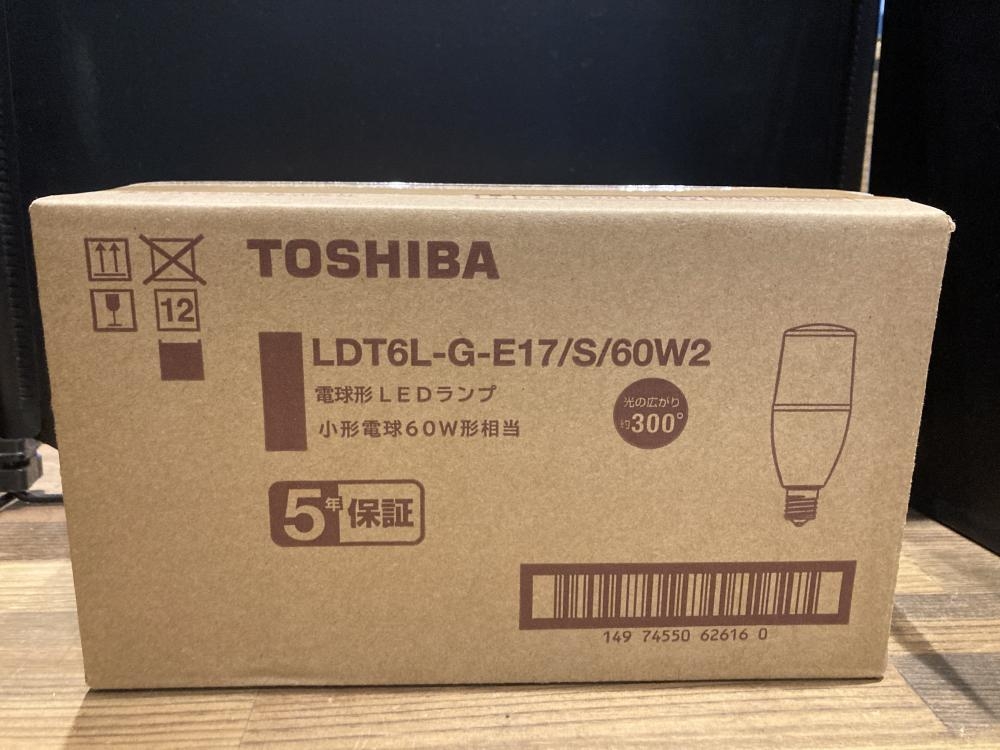 TOSHIBA
12
LDT6L-G-E17/S/60W2
電球形LEDランプ
小形電球60W形相当
光の広がり
約300°
5年保証
149 74550 62616 0